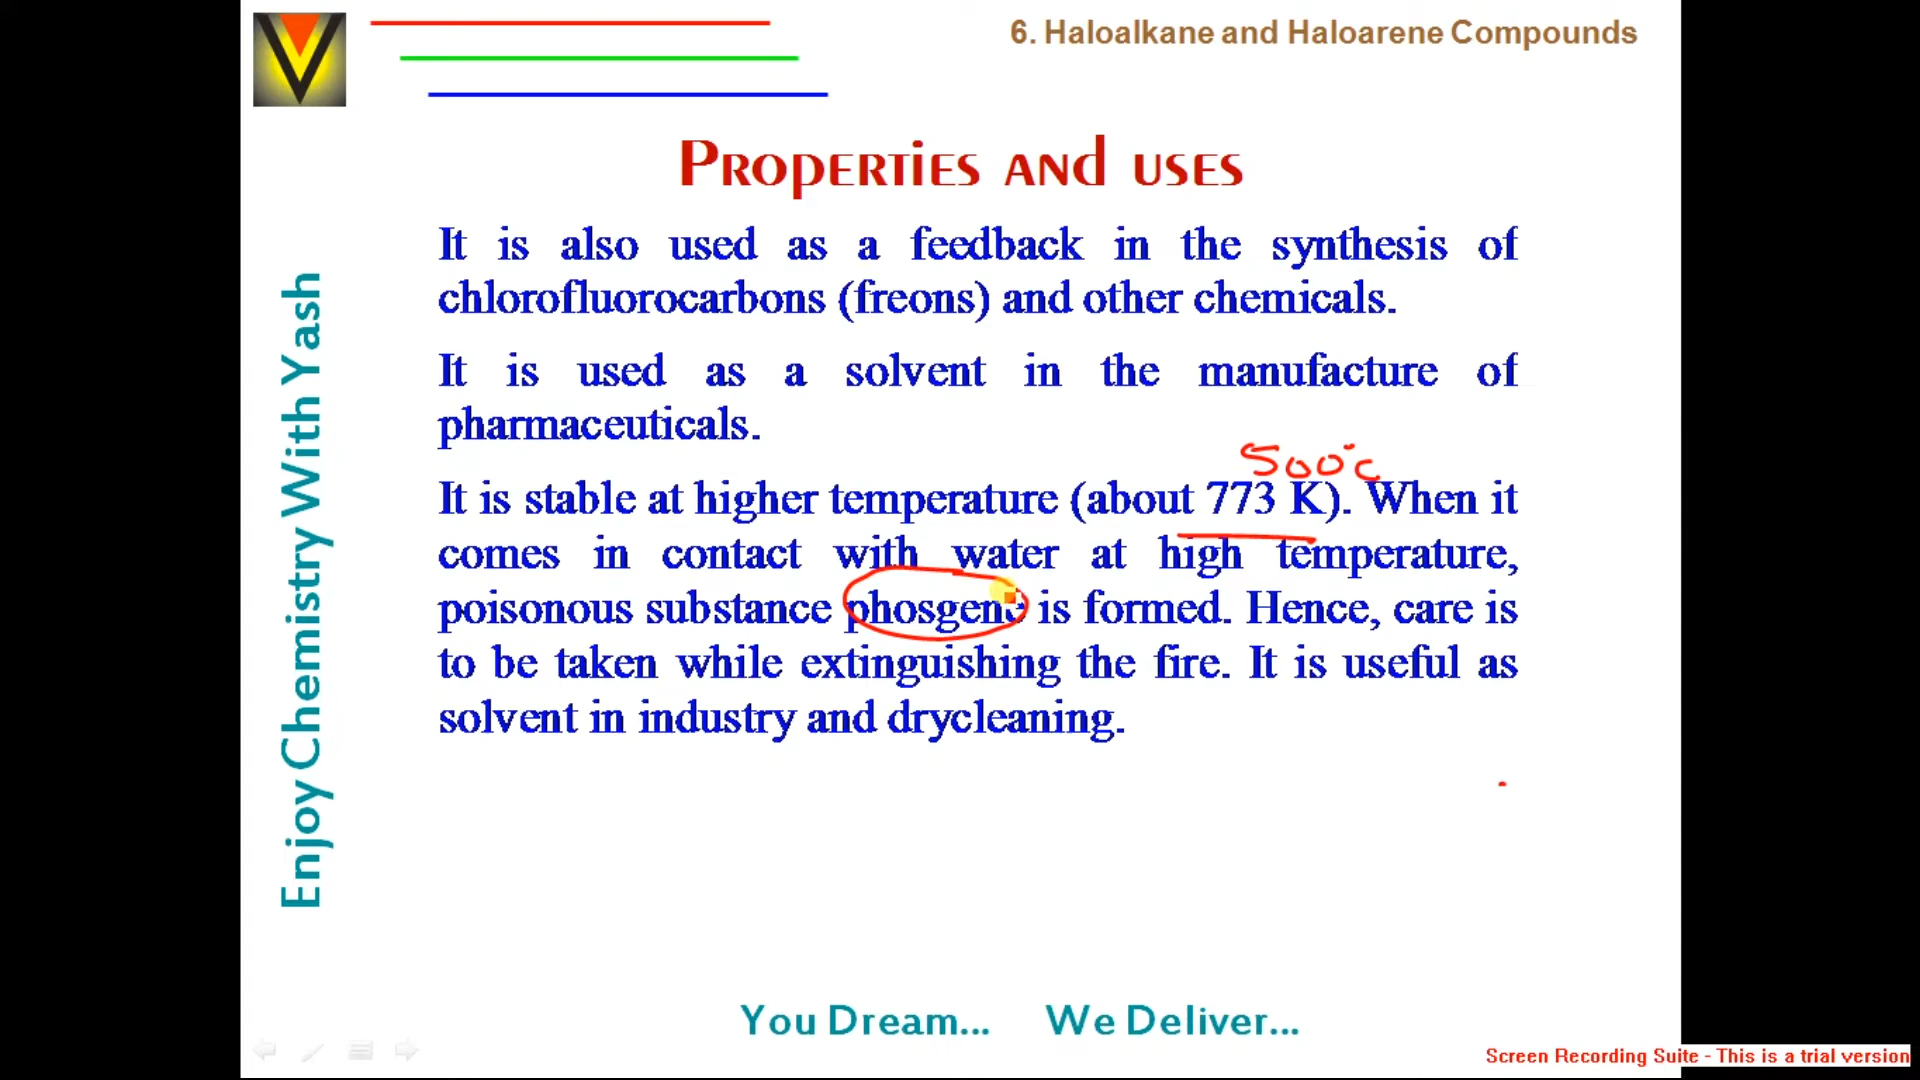 6. Haloalkane and Haloarene Compounds
Properties and uses
It is also used as a feedback in the synthesis of
chlorofluorocarbons (freons) and other chemicals.
It is used as a solvent in the manufacture of
pharmaceuticals.
500°c
It is stable at higher temperature (about 773 K). When it
comes in contact with water at high temperature,
poisonous substance phosgene is formed. Hence, care is
to be taken while extinguishing the fire. It is useful as
solvent in industry and drycleaning.
Enjoy Chemistry With Yash
You Dream... We Deliver...
Screen Recording Suite - This is a trial version